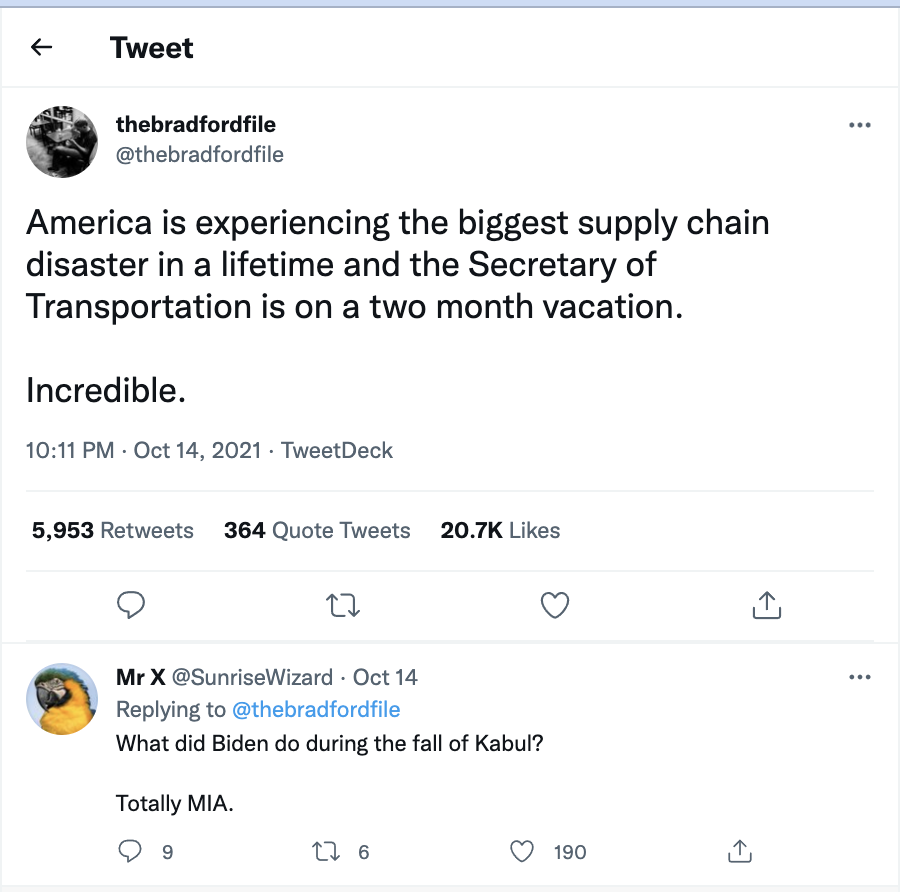 Tweet
thebradfordfile
@thebradfordfile
America is experiencing the biggest supply chain
disaster in a lifetime and the Secretary of
Transportation is on a two month vacation.
Incredible.
10:11 PM · Oct 14, 2021 · TweetDeck
5,953 Retweets 364 Quote Tweets 20.7K Likes
Mr X @SunriseWizard · Oct 14
Replying to @thebradfordfile
What did Biden do during the fall of Kabul?
Totally MIA.
9 6 190